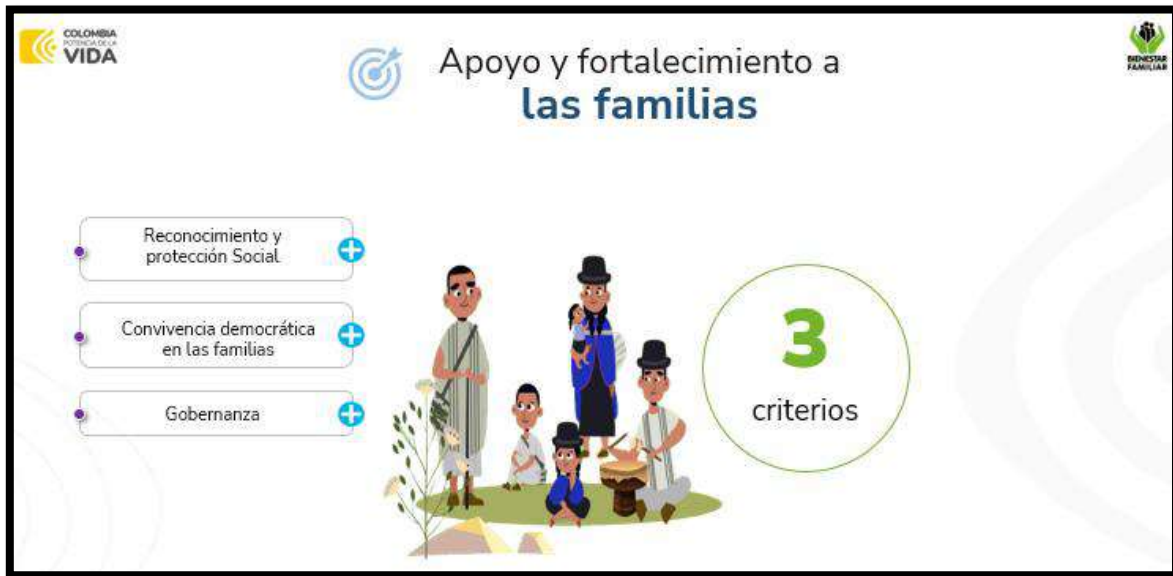 COLOMBIA
POTENCIA DE LA
VIDA
Apoyo y fortalecimiento a
las familias
BIENESTAR
FAMILIAR
Reconocimiento y
protección Social
Convivencia democrática
en las familias
Gobernanza
3
criterios